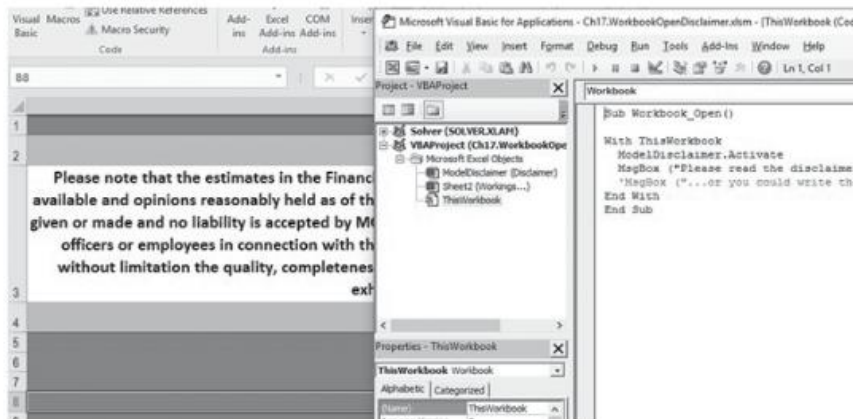 Use Relative References
Visual Basic
Macros
Macro Security
Code
Add-ins
Excel Add-ins
COM Add-ins
Add-ins
Inser
B8
1
2
Please note that the estimates in the Financ
available and opinions reasonably held as of th
given or made and no liability is accepted by M
officers or employees in connection with th
without limitation the quality, completenes
exh
3
4
5
6
7
8
Microsoft Visual Basic for Applications - Ch17.WorkbookOpenDisclaimer.xlsm - [ThisWorkbook (Cod
File Edit View Insert Format Debug Run Tools Add-Ins Window Help
Ln 1, Col 1
Project - VBAProject
Solver (SOLVER.XLAM)
VBAProject (Ch17.WorkbookOpe
Microsoft Excel Objects
ModelDisclaimer (Disclaimer)
Sheet2 (Workings...)
ThisWorkbook
Properties - ThisWorkbook
ThisWorkbook Workbook
Alphabetic Categorized
(Name) ThisWorkbook
Workbook
Sub Workbook_Open()
With ThisWorkbook
ModelDisclaimer.Activate
MsgBox ("Please read the disclaime
'MsgBox ("...or you could write th
End With
End Sub